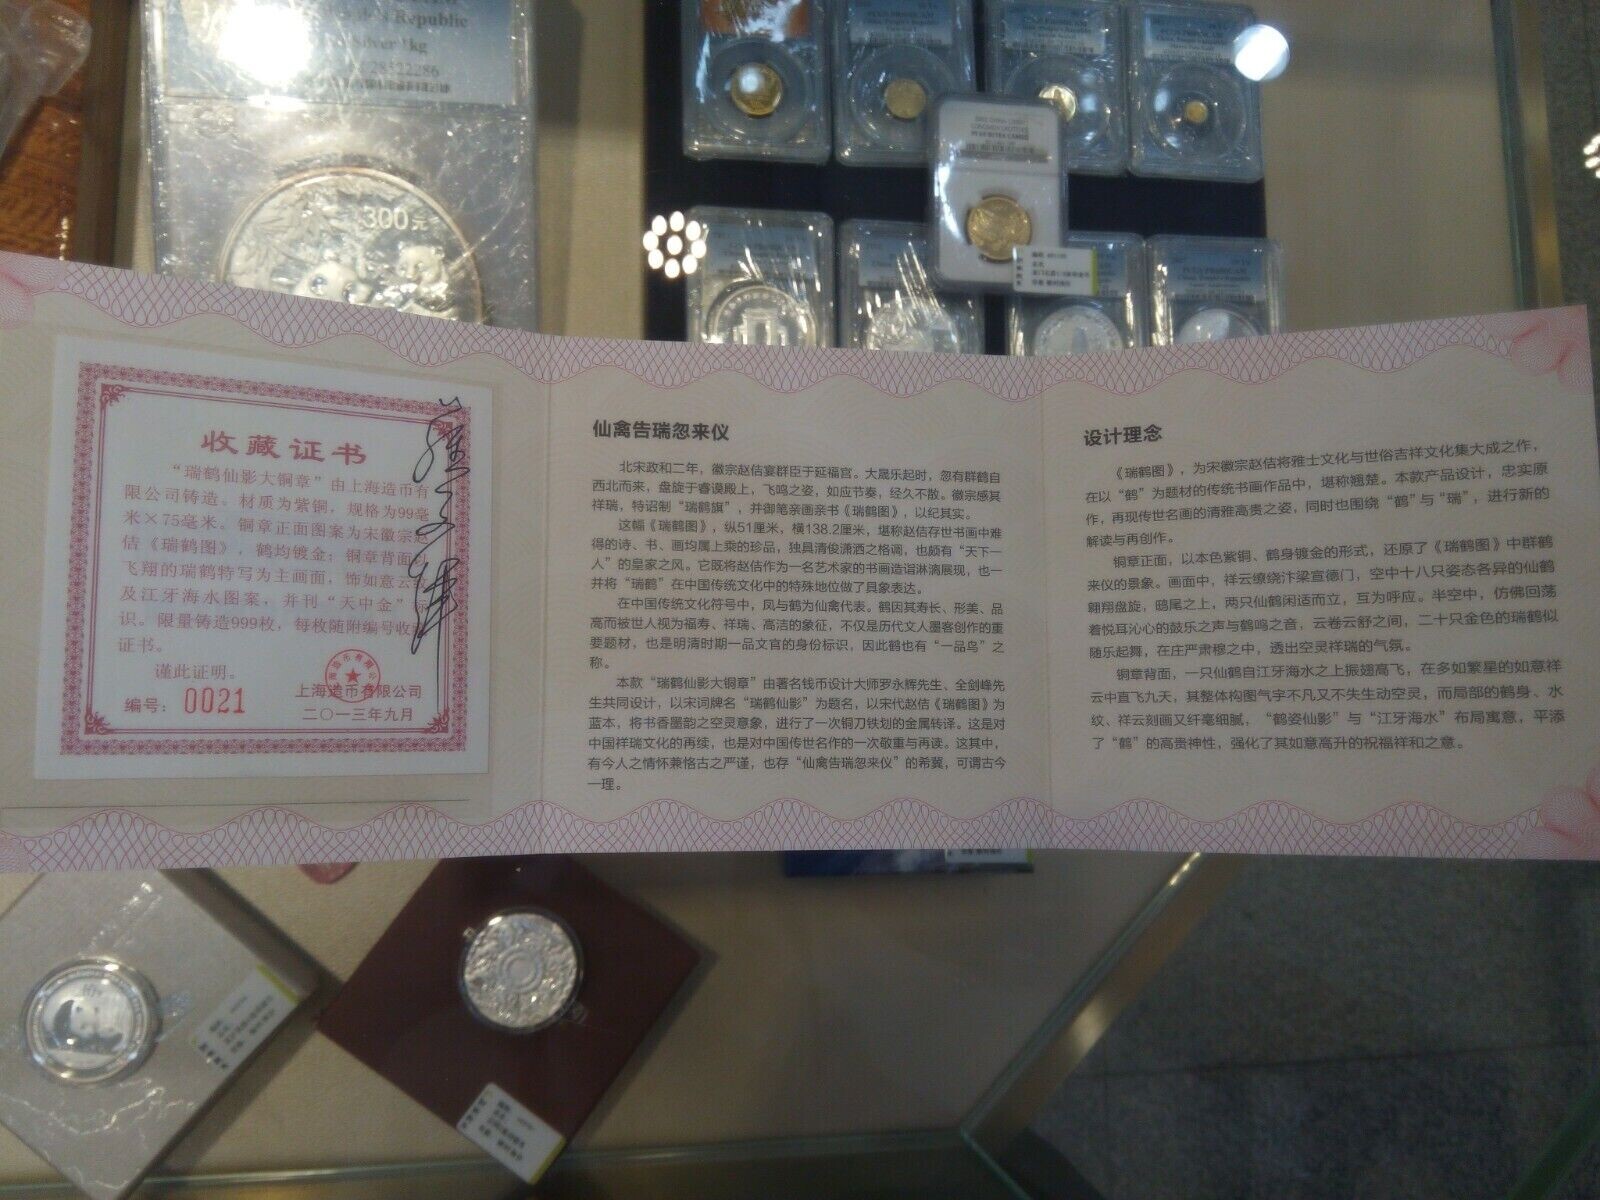 s Republic
Silver 1kg
28522286
300元
收藏证书
“瑞鹤仙影大铜章”由上海造币有
限公司铸造。材质为紫铜，规格为99毫
米×75毫米。铜章正面图案为宋徽宗赵
佶《瑞鹤图》，鹤均镀金；铜章背面以
飞翔的瑞鹤特写为主画面，饰如意云纹
及江牙海水图案，并刊“天中金”
识。限量铸造999枚，每枚随附编号收藏
证书。
谨此证明。
上海造币有限公司
编号：0021
二〇一三年九月
仙禽告瑞忽来仪
北宋政和二年，徽宗赵佶宴群臣于延福宫。大晟乐起时，忽有群鹤自
西北而来，盘旋于睿谟殿上，飞鸣之姿，如应节奏，经久不散。徽宗感其
祥瑞，特诏制“瑞鹤旗”，并御笔亲画亲书《瑞鹤图》，以纪其实。
这幅《瑞鹤图》，纵51厘米，横138.2厘米，堪称赵佶存世书画中难
得的诗、书、画均属上乘的珍品，独具清俊潇洒之格调，也颇有“天下一
人”的皇家之风。它既将赵佶作为一名艺术家的书画造诣淋漓展现，也一
并将“瑞鹤”在中国传统文化中的特殊地位做了具象表达。
在中国传统文化符号中，凤与鹤为仙禽代表。鹤因其寿长、形美、品
高而被世人视为福寿、祥瑞、高洁的象征，不仅是历代文人墨客创作的重
要题材，也是明清时期一品文官的身份标识，因此鹤也有“一品鸟”之
称。
本款“瑞鹤仙影大铜章”由著名钱币设计大师罗永辉先生、全剑峰先
生共同设计，以宋词牌名“瑞鹤仙影”为题名，以宋代赵佶《瑞鹤图》为
蓝本，将书香墨韵之空灵意象，进行了一次铜刀铁划的金属转译。这是对
中国祥瑞文化的再续，也是对中国传世名作的一次敬重与再读。这其中，
有今人之情怀兼恪古之严谨，也存“仙禽告瑞忽来仪”的希冀，可谓古今
一理。
设计理念
《瑞鹤图》，为宋徽宗赵佶将雅士文化与世俗吉祥文化集大成之作，
在以“鹤”为题材的传统书画作品中，堪称翘楚。本款产品设计，忠实原
作，再现传世名画的清雅高贵之姿，同时也围绕“鹤”与“瑞”，进行新的
解读与再创作。
铜章正面，以本色紫铜、鹤身镀金的形式，还原了《瑞鹤图》中群鹤
来仪的景象。画面中，祥云缭绕汴梁宣德门，空中十八只姿态各异的仙鹤
翱翔盘旋，鸱尾之上，两只仙鹤闲适而立，互为呼应。半空中，仿佛回荡
着悦耳沁心的鼓乐之声与鹤鸣之音，云卷云舒之间，二十只金色的瑞鹤似
随乐起舞，在庄严肃穆之中，透出空灵祥瑞的气氛。
铜章背面，一只仙鹤自江牙海水之上振翅高飞，在多如繁星的如意祥
云中直飞九天，其整体构图气宇不凡又不失生动空灵，而局部的鹤身、水
纹、祥云刻画又纤毫细腻，“鹤姿仙影”与“江牙海水”布局寓意，平添
了“鹤”的高贵神性，强化了其如意高升的祝福祥和之意。